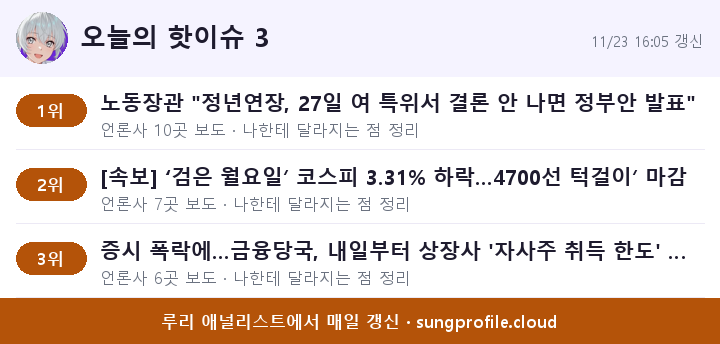 오늘의 핫이슈 3
11/23 16:05 갱신
1위
노동장관 "정년연장, 27일 여 특위서 결론 안 나면 정부안 발표"
언론사 10곳 보도 · 나한테 달라지는 점 정리
2위
[속보] ‘검은 월요일’ 코스피 3.31% 하락…4700선 턱걸이’ 마감
언론사 7곳 보도 · 나한테 달라지는 점 정리
3위
증시 폭락에…금융당국, 내일부터 상장사 '자사주 취득 한도' ...
언론사 6곳 보도 · 나한테 달라지는 점 정리
루리 애널리스트에서 매일 갱신 · sungprofile.cloud